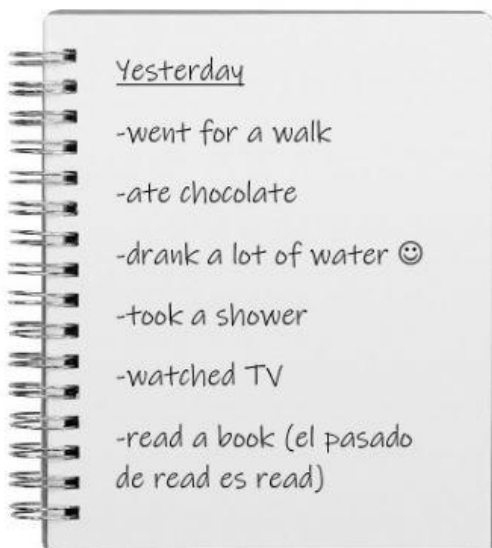 Yesterday
-went for a walk
-ate chocolate
-drank a lot of water ☺
-took a shower
-watched TV
-read a book (el pasado
de read es read)